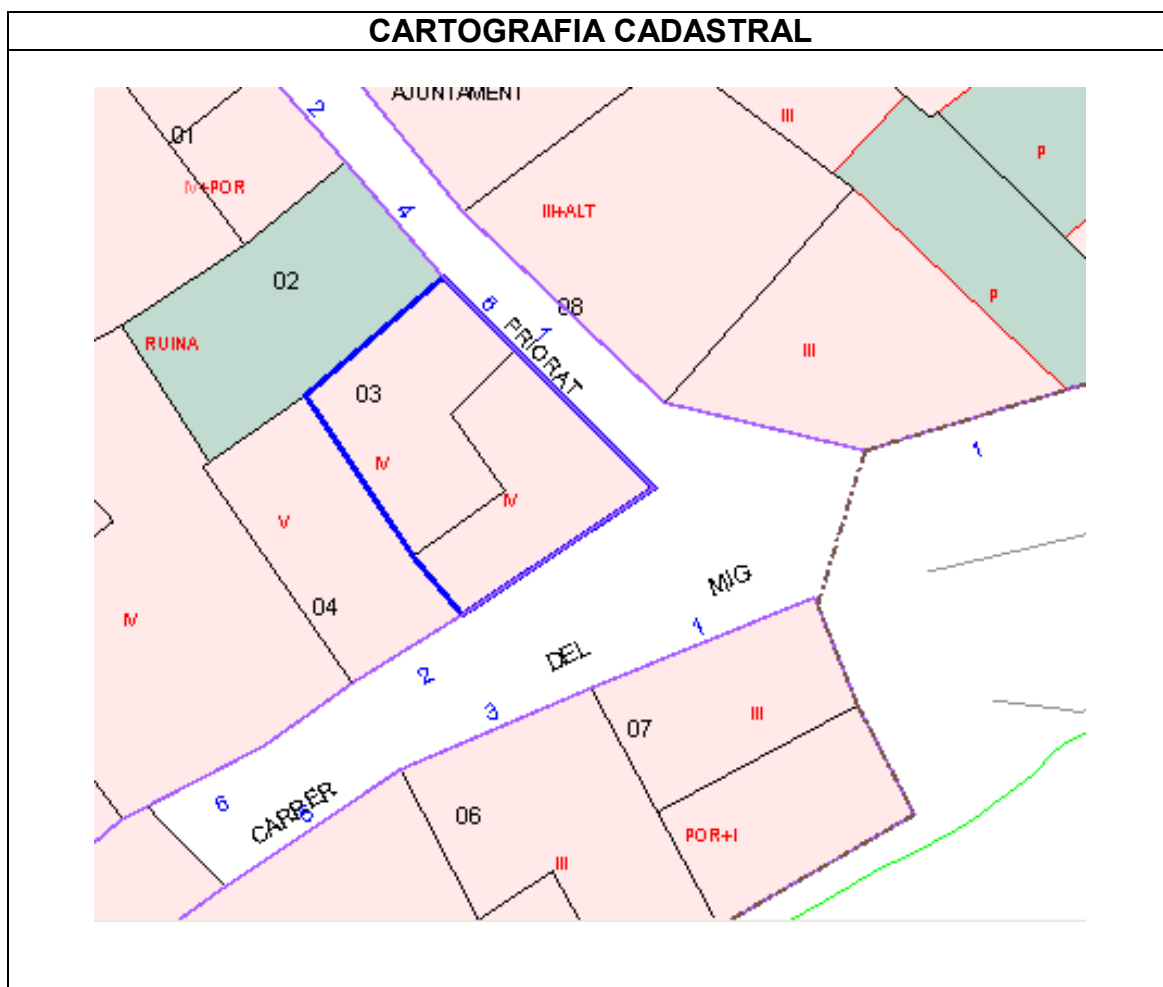 CARTOGRAFIA CADASTRAL
2
AJUNTAMENT
01
III
P
IV+POR
4
III+ALT
02
P
6
08
1
PRIORAT
RUINA
III
03
IV
1
IV
V
MIG
04
IV
1
DEL
2
3
07
III
6
CARRER
5
06
POR+I
III